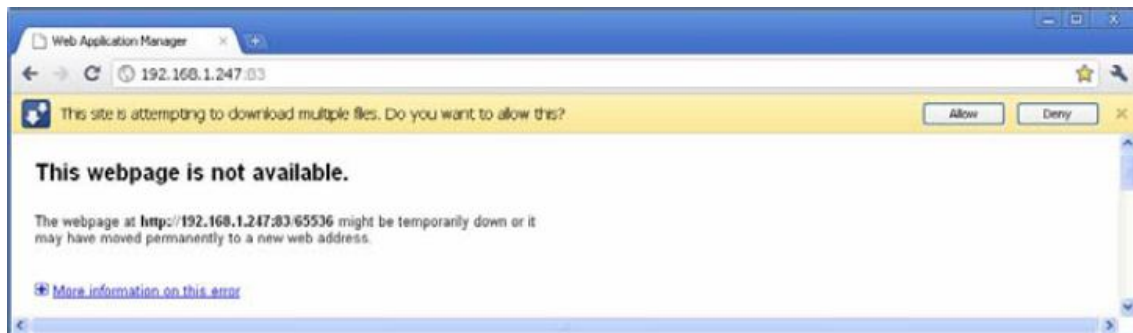 Web Application Manager
192.168.1.247:83
This site is attempting to download multiple files. Do you want to allow this?
Allow
Deny
This webpage is not available.
The webpage at http://192.168.1.247:83/65536 might be temporarily down or it
may have moved permanently to a new web address.
More information on this error